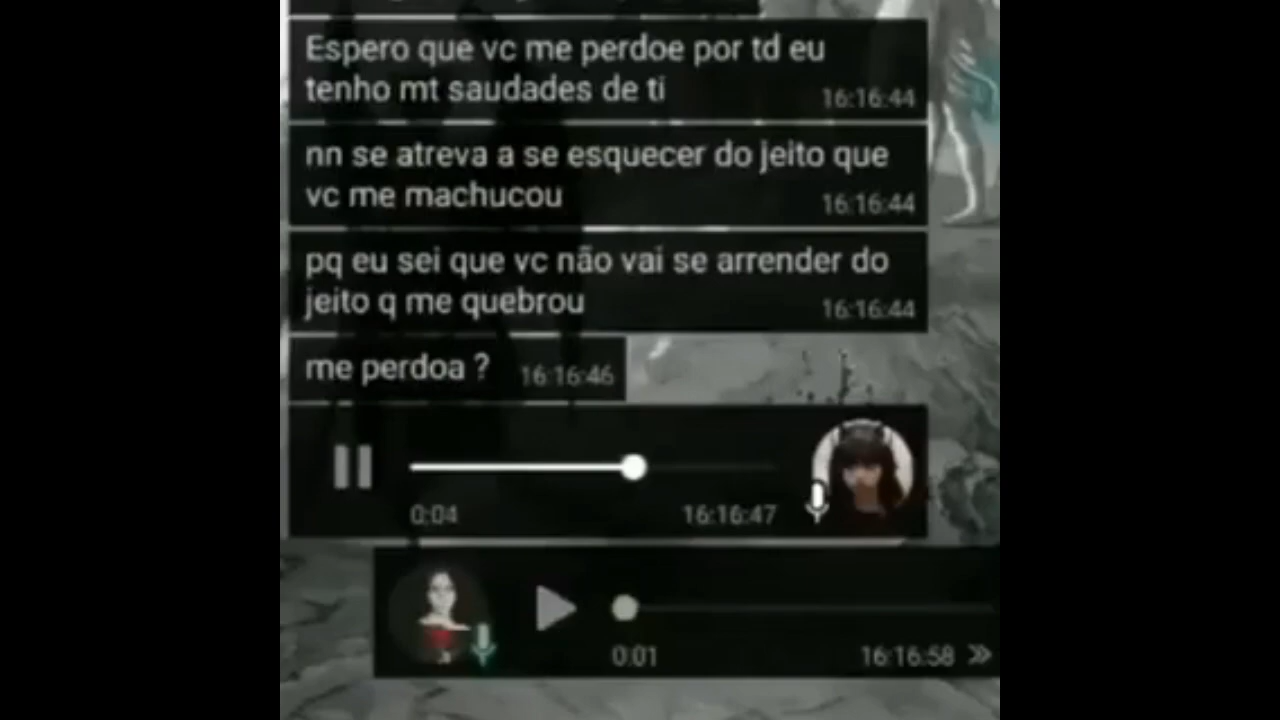 Espero que vc me perdoe por td eu
tenho mt saudades de ti
16:16:44
nn se atreva a se esquecer do jeito que
vc me machucou
16:16:44
pq eu sei que vc não vai se arrender do
jeito q me quebrou
16:16:44
me perdoa ?
16:16:46
0:04
16:16:47
0:01
16:16:58